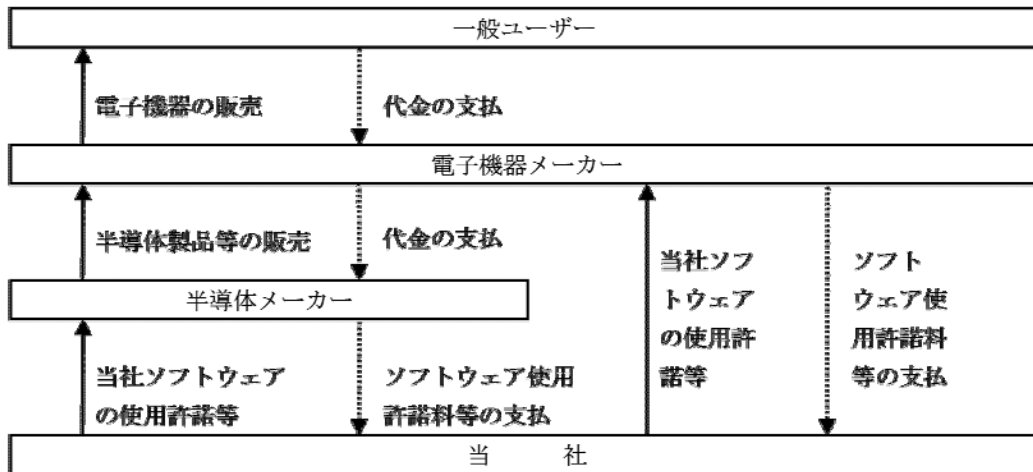 一般ユーザー
電子機器の販売
代金の支払
電子機器メーカー
半導体製品等の販売
代金の支払
当社ソフ
トウェア
の使用許
諾等
ソフト
ウェア使
用許諾料
等の支払
半導体メーカー
当社ソフトウェア
の使用許諾等
ソフトウェア使用
許諾料等の支払
当　　社